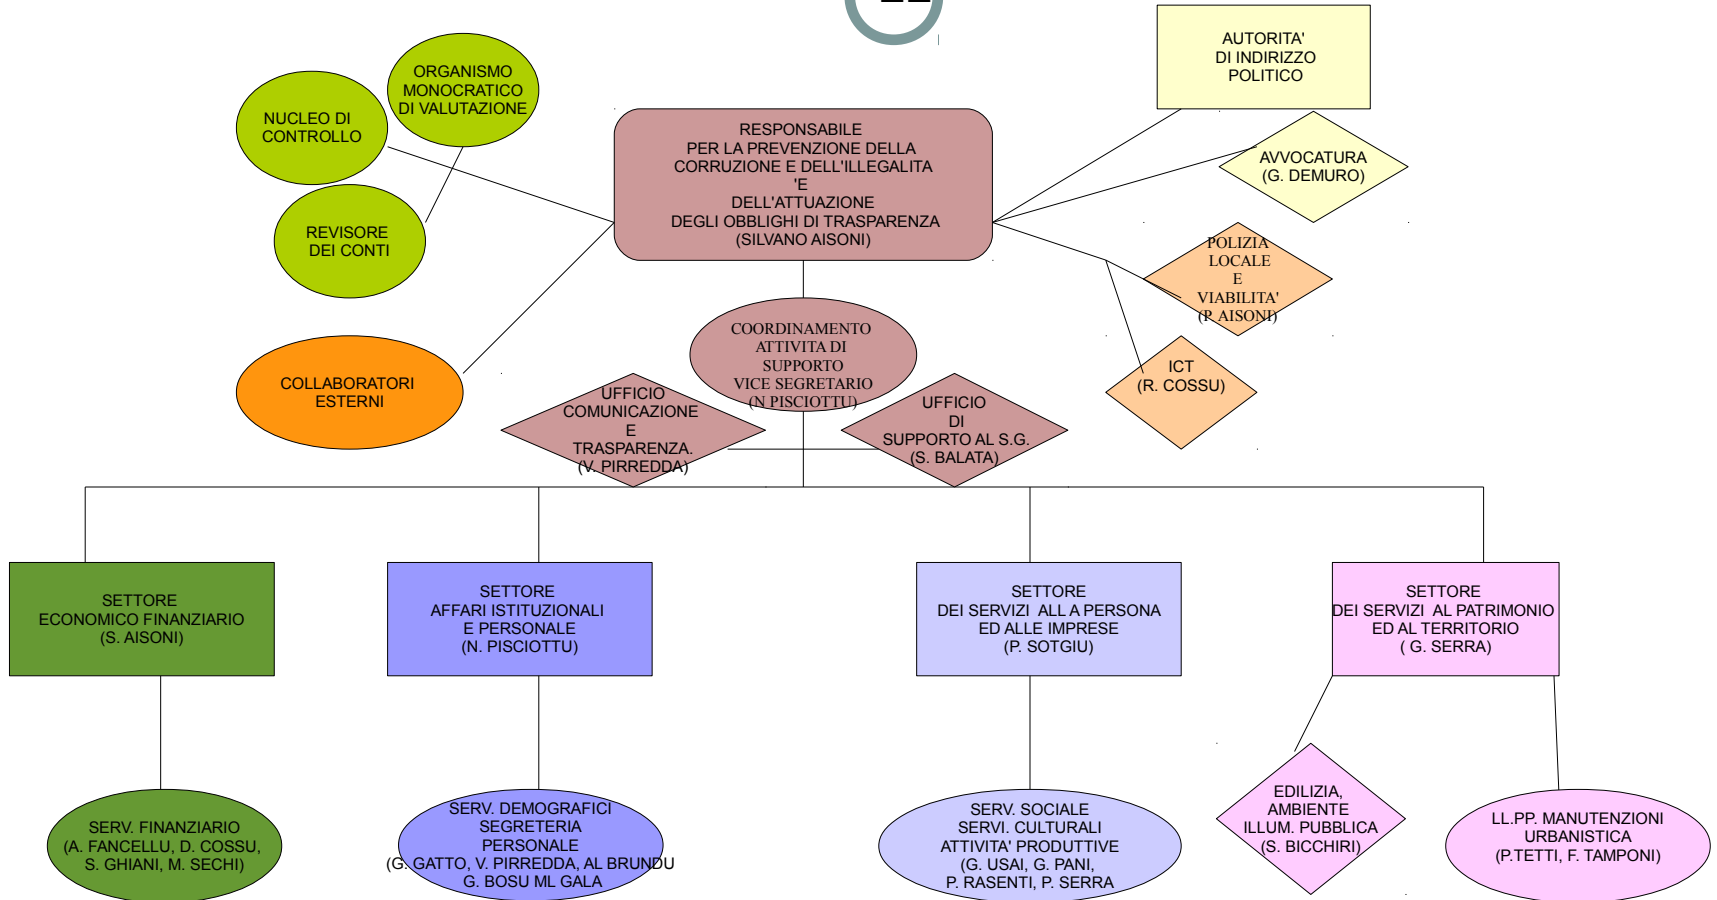 ORGANISMO
MONOCRATICO
DI VALUTAZIONE
NUCLEO DI
CONTROLLO
REVISORE
DEI CONTI
COLLABORATORI
ESTERNI
RESPONSABILE
PER LA PREVENZIONE DELLA
CORRUZIONE E DELL'ILLEGALITA
'E
DELL'ATTUAZIONE
DEGLI OBBLIGHI DI TRASPARENZA
(SILVANO AISONI)
AUTORITA'
DI INDIRIZZO
POLITICO
AVVOCATURA
(G. DEMURO)
POLIZIA
LOCALE
E
VIABILITA'
(P. AISONI)
ICT
(R. COSSU)
COORDINAMENTO
ATTIVITA DI
SUPPORTO
VICE SEGRETARIO
(N PISCIOTTU)
UFFICIO
COMUNICAZIONE
E
TRASPARENZA.
(V. PIRREDDA)
UFFICIO
DI
SUPPORTO AL S.G.
(S. BALATA)
SETTORE
ECONOMICO FINANZIARIO
(S. AISONI)
SETTORE
AFFARI ISTITUZIONALI
E PERSONALE
(N. PISCIOTTU)
SETTORE
DEI SERVIZI ALL A PERSONA
ED ALLE IMPRESE
(P. SOTGIU)
SETTORE
DEI SERVIZI AL PATRIMONIO
ED AL TERRITORIO
( G. SERRA)
SERV. FINANZIARIO
(A. FANCELLU, D. COSSU,
S. GHIANI, M. SECHI)
SERV. DEMOGRAFICI
SEGRETERIA
PERSONALE
(G. GATTO, V. PIRREDDA, AL BRUNDU
G. BOSU ML GALA
SERV. SOCIALE
SERVI. CULTURALI
ATTIVITA' PRODUTTIVE
(G. USAI, G. PANI,
P. RASENTI, P. SERRA
EDILIZIA,
AMBIENTE
ILLUM. PUBBLICA
(S. BICCHIRI)
LL.PP. MANUTENZIONI
URBANISTICA
(P.TETTI, F. TAMPONI)